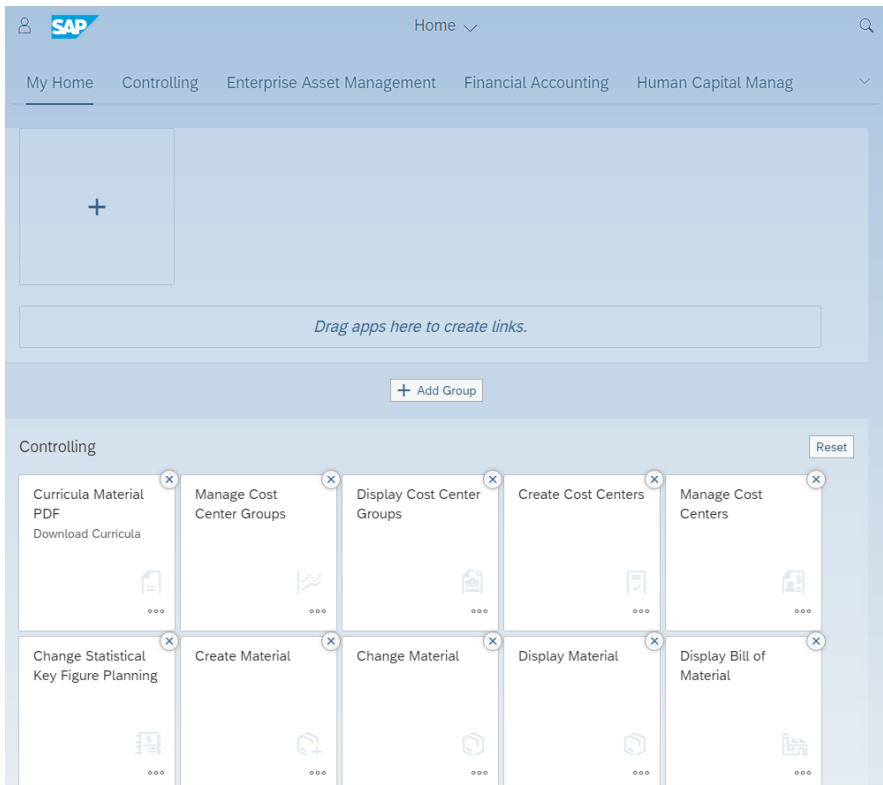 SAP
Home
My Home Controlling Enterprise Asset Management Financial Accounting Human Capital Manag
Drag apps here to create links.
Add Group
Controlling
Reset
Curricula Material
PDF
Download Curricula
Manage Cost
Center Groups
Display Cost Center
Groups
Create Cost Centers
Manage Cost
Centers
Change Statistical
Key Figure Planning
Create Material
Change Material
Display Material
Display Bill of
Material